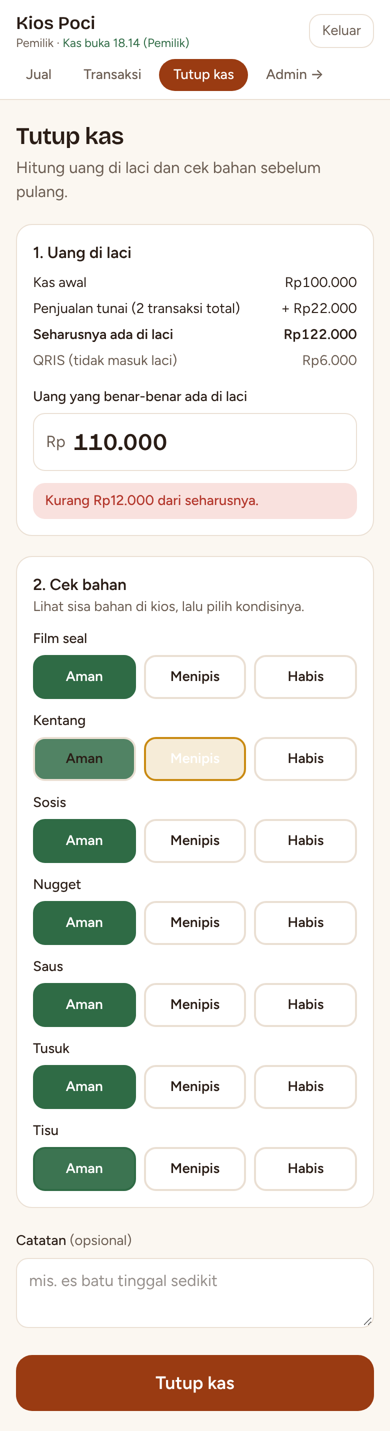 Kios Poci
Pemilik · Kas buka 18.14 (Pemilik)
Keluar
Jual Transaksi Tutup kas Admin →
Tutup kas
Hitung uang di laci dan cek bahan sebelum
pulang.
1. Uang di laci
Kas awal Rp100.000
Penjualan tunai (2 transaksi total) + Rp22.000
Seharusnya ada di laci Rp122.000
QRIS (tidak masuk laci) Rp6.000
Uang yang benar-benar ada di laci
Rp 110.000
Kurang Rp12.000 dari seharusnya.
2. Cek bahan
Lihat sisa bahan di kios, lalu pilih kondisinya.
Film seal
Aman Menipis Habis
Kentang
Aman Menipis Habis
Sosis
Aman Menipis Habis
Nugget
Aman Menipis Habis
Saus
Aman Menipis Habis
Tusuk
Aman Menipis Habis
Tisu
Aman Menipis Habis
Catatan (opsional)
mis. es batu tinggal sedikit
Tutup kas